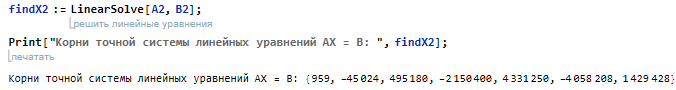 findX2 := LinearSolve[A2, B2];
решить линейные уравнения
Print["Корни точной системы линейных уравнений AX = B: ", findX2];
печатать
Корни точной системы линейных уравнений AX = B: {959, -45 024, 495 180, -2 150 400, 4 331 250, -4 058 208, 1 429 428}